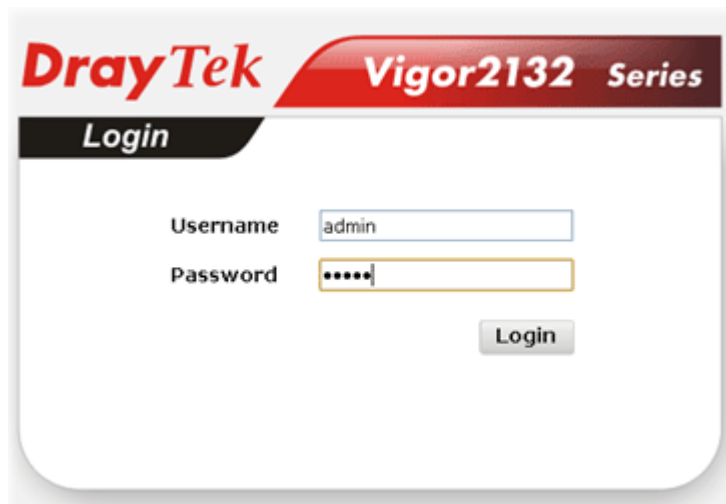 DrayTek Vigor2132 Series
Login
Username admin
Password •••••
Login